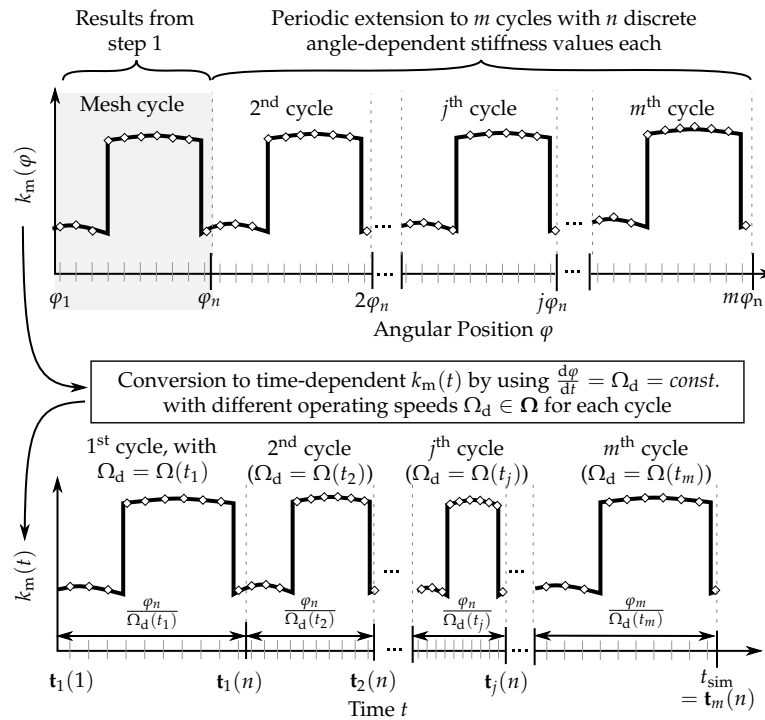 Results from
step 1
Periodic extension to m cycles with n discrete
angle-dependent stiffness values each
Mesh cycle
2nd cycle
jth cycle
mth cycle
km(φ)
...
...
φ1
φn
2φn
...
jφn
...
mφn
Angular Position φ
Conversion to time-dependent km(t) by using dφ/dt = Ωd = const.
with different operating speeds Ωd ∈ Ω for each cycle
1st cycle, with
Ωd = Ω(t1)
2nd cycle
(Ωd = Ω(t2))
jth cycle
(Ωd = Ω(tj))
mth cycle
(Ωd = Ω(tm))
km(t)
...
...
φn/Ωd(t1)
φn/Ωd(t2)
φn/Ωd(tj)
φm/Ωd(tm)
...
...
t1(1)
t1(n)
t2(n)
tj(n)
tsim
= tm(n)
Time t